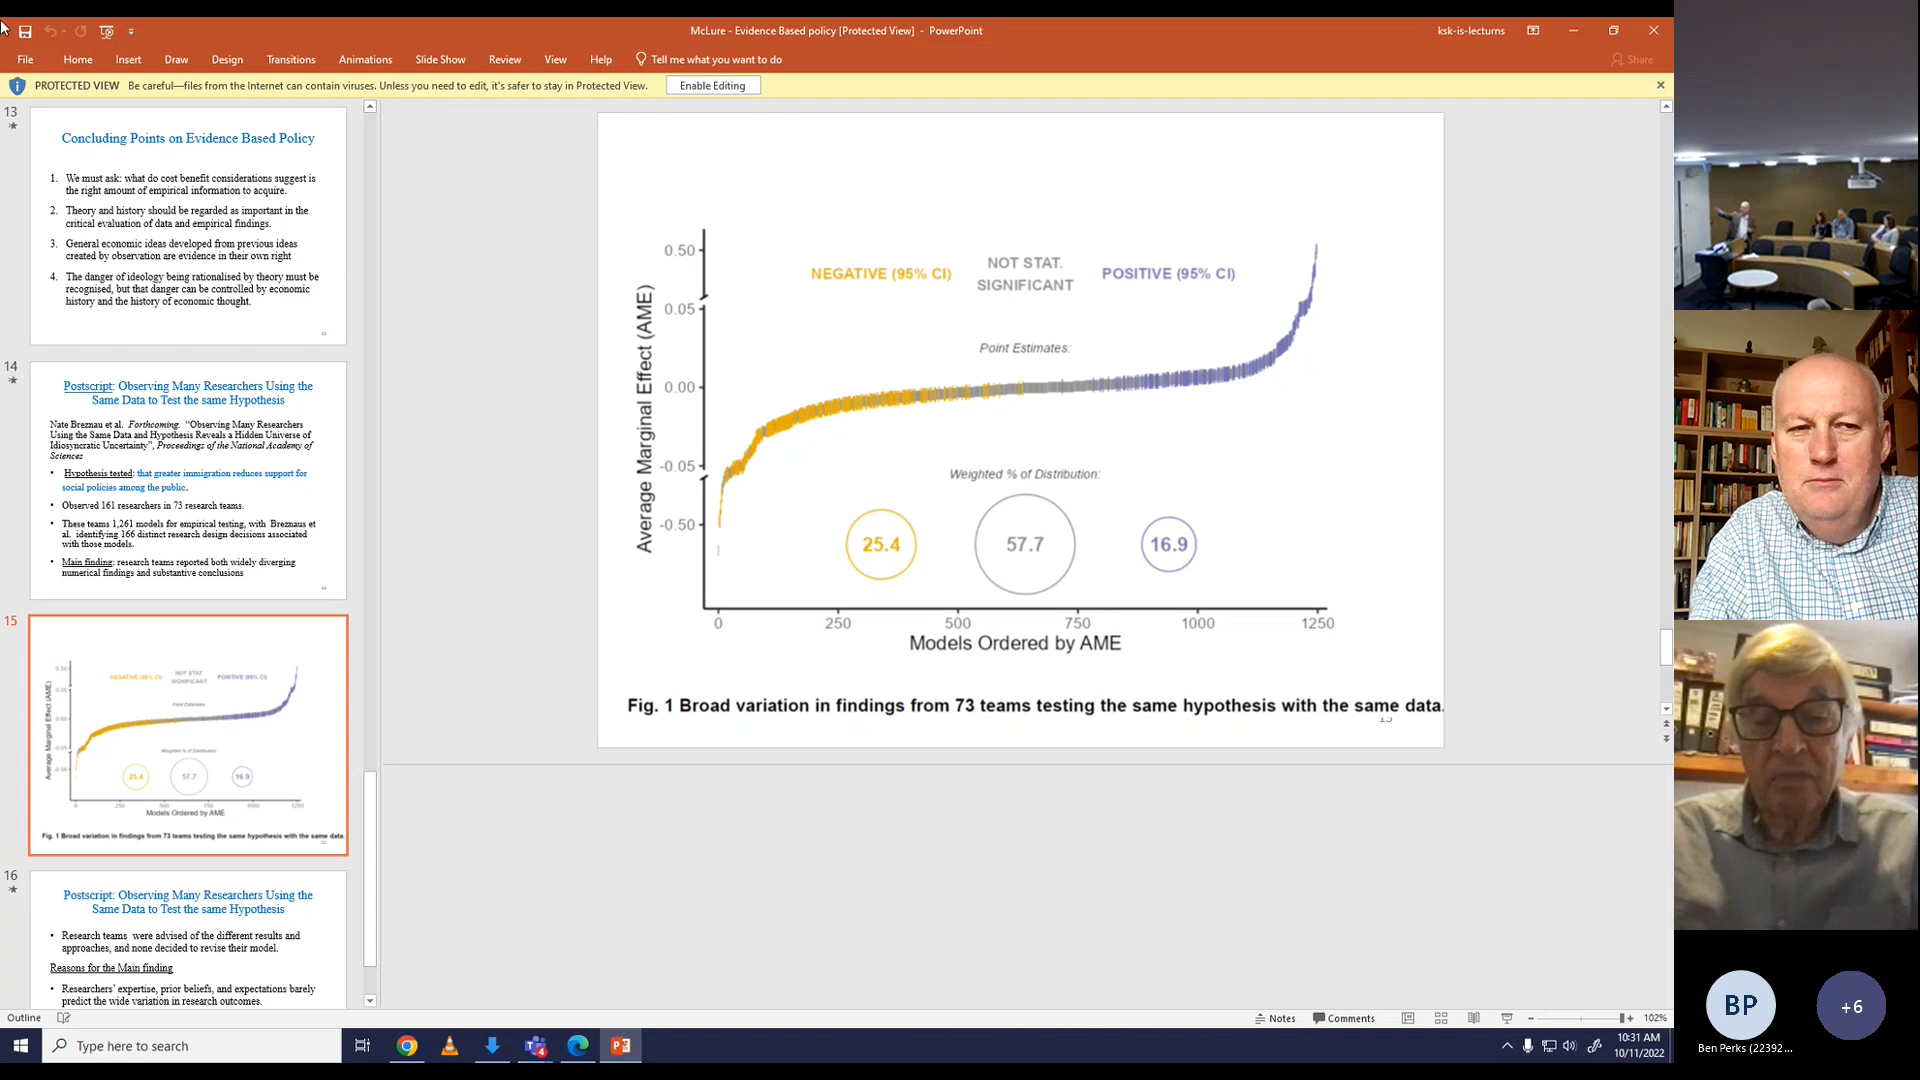 McLure - Evidence Based policy [Protected View] - PowerPoint
ksk-is-lecturns
File Home Insert Draw Design Transitions Animations Slide Show Review View Help Tell me what you want to do
Share
PROTECTED VIEW Be careful—files from the Internet can contain viruses. Unless you need to edit, it's safer to stay in Protected View. Enable Editing
13
Concluding Points on Evidence Based Policy
1. We must ask: what do cost benefit considerations suggest is
the right amount of empirical information to acquire.
2. Theory and history should be regarded as important in the
critical evaluation of data and empirical findings.
3. General economic ideas developed from previous ideas
created by observation are evidence in their own right
4. The danger of ideology being rationalised by theory must be
recognised, but that danger can be controlled by economic
history and the history of economic thought.
14
Postscript: Observing Many Researchers Using the
Same Data to Test the same Hypothesis
Nate Breznau et al. Forthcoming. “Observing Many Researchers
Using the Same Data and Hypothesis Reveals a Hidden Universe of
Idiosyncratic Uncertainty”, Proceedings of the National Academy of
Sciences
• Hypothesis tested: that greater immigration reduces support for
social policies among the public.
• Observed 161 researchers in 73 research teams.
• These teams 1,261 models for empirical testing, with Breznaus et
al. identifying 166 distinct research design decisions associated
with those models.
• Main finding: research teams reported both widely diverging
numerical findings and substantive conclusions
15
16
Postscript: Observing Many Researchers Using the
Same Data to Test the same Hypothesis
• Research teams were advised of the different results and
approaches, and none decided to revise their model.
Reasons for the Main finding
• Researchers’ expertise, prior beliefs, and expectations barely
predict the wide variation in research outcomes.
Average Marginal Effect (AME)
0.50
0.05
0.00
-0.05
-0.50
NEGATIVE (95% CI)
NOT STAT.
SIGNIFICANT
POSITIVE (95% CI)
Point Estimates:
Weighted % of Distribution:
25.4 57.7 16.9
0 250 500 750 1000 1250
Models Ordered by AME
Fig. 1 Broad variation in findings from 73 teams testing the same hypothesis with the same data.
Outline
Notes Comments 102%
Type here to search
10:31 AM
10/11/2022
BP
+6
Ben Perks (22392...